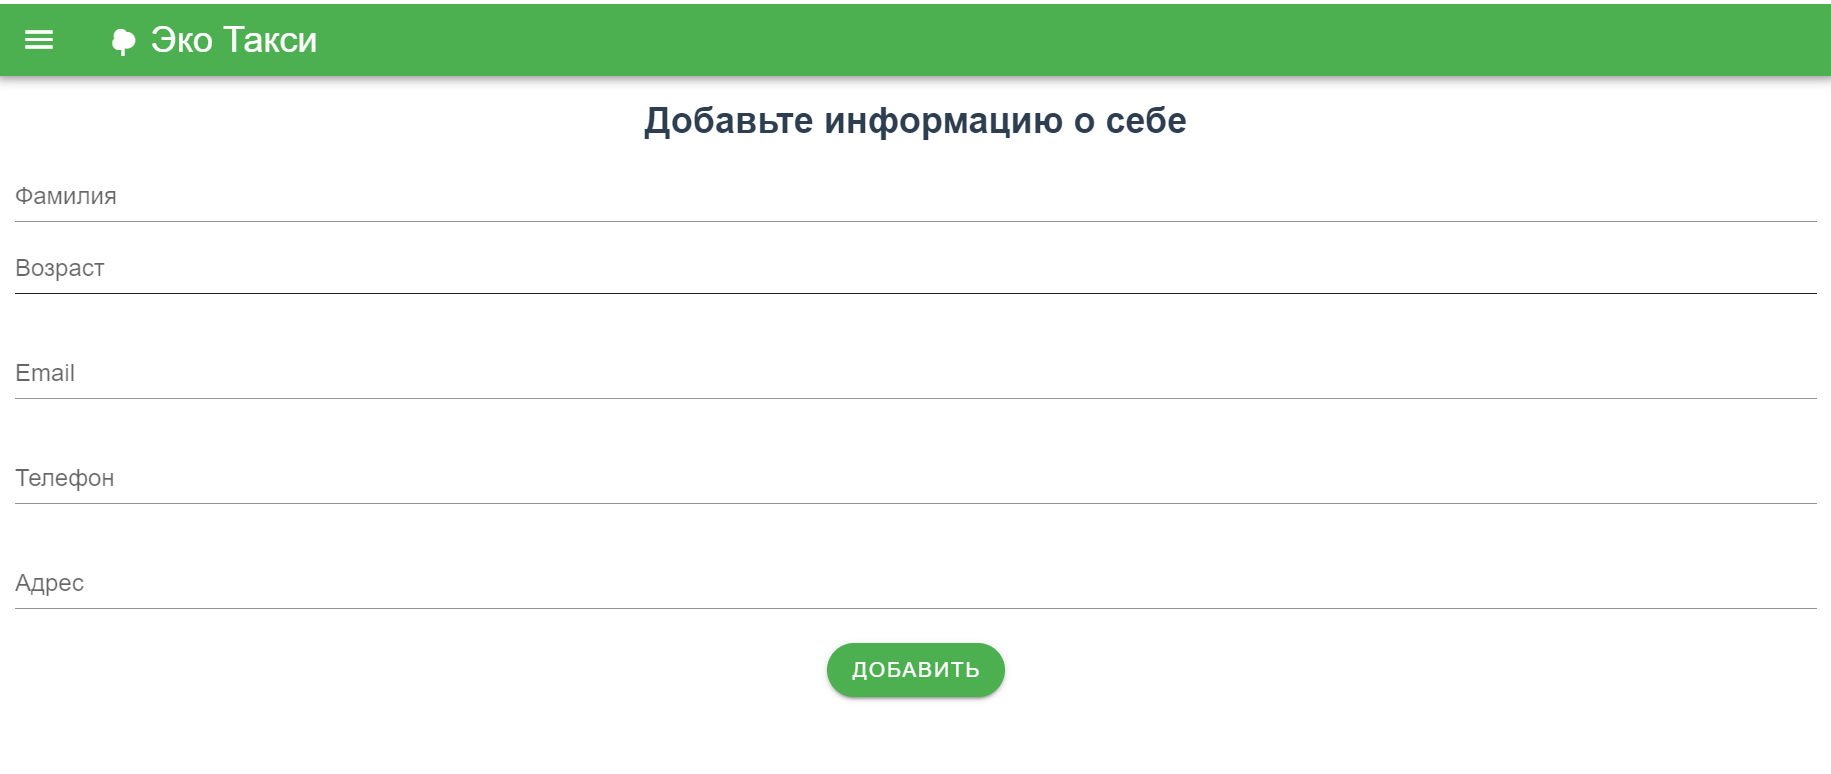 Эко Такси
Добавьте информацию о себе
Фамилия
Возраст
Email
Телефон
Адрес
ДОБАВИТЬ